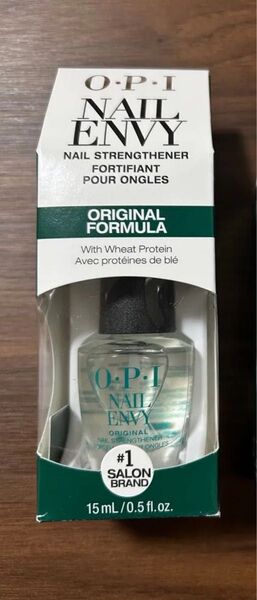 O·P·I
NAIL
ENVY
NAIL STRENGTHENER
FORTIFIANT
POUR ONGLES
ORIGINAL
FORMULA
With Wheat Protein
Avec protéines de blé
O·P·I
NAIL
ENVY
ORIGINAL
NAIL STRENGTHENER
ONGLES
#1
SALON
BRAND
15 mL/0.5 fl. oz.